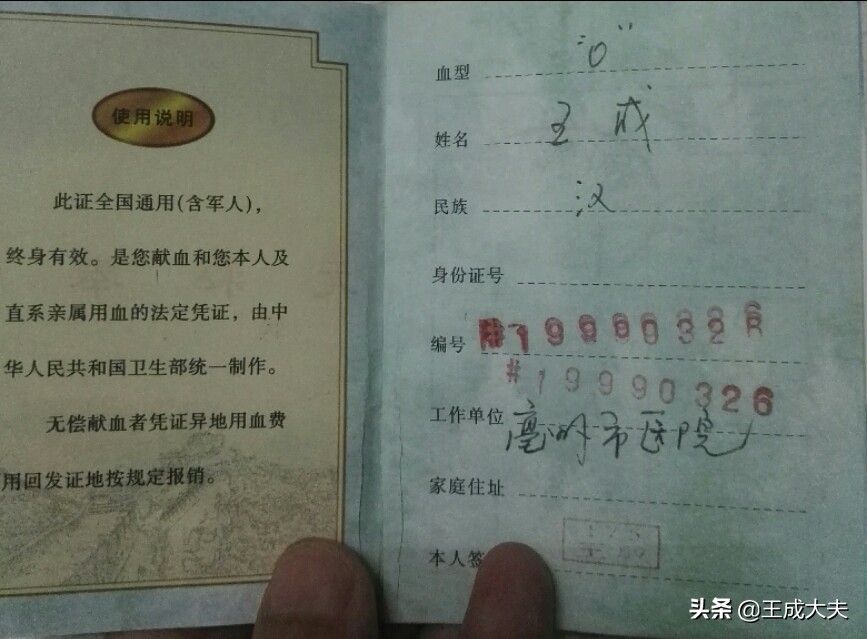 使用说明
此证全国通用(含军人)，
终身有效。是您献血和您本人及
直系亲属用血的法定凭证，由中
华人民共和国卫生部统一制作。
无偿献血者凭证异地用血费
用回发证地按规定报销。
血型 "O"
姓名 王成
民族 汉
身份证号
编号 #19990326
#19990326
工作单位 高明市医院
家庭住址
本人签
头条 @王成大夫